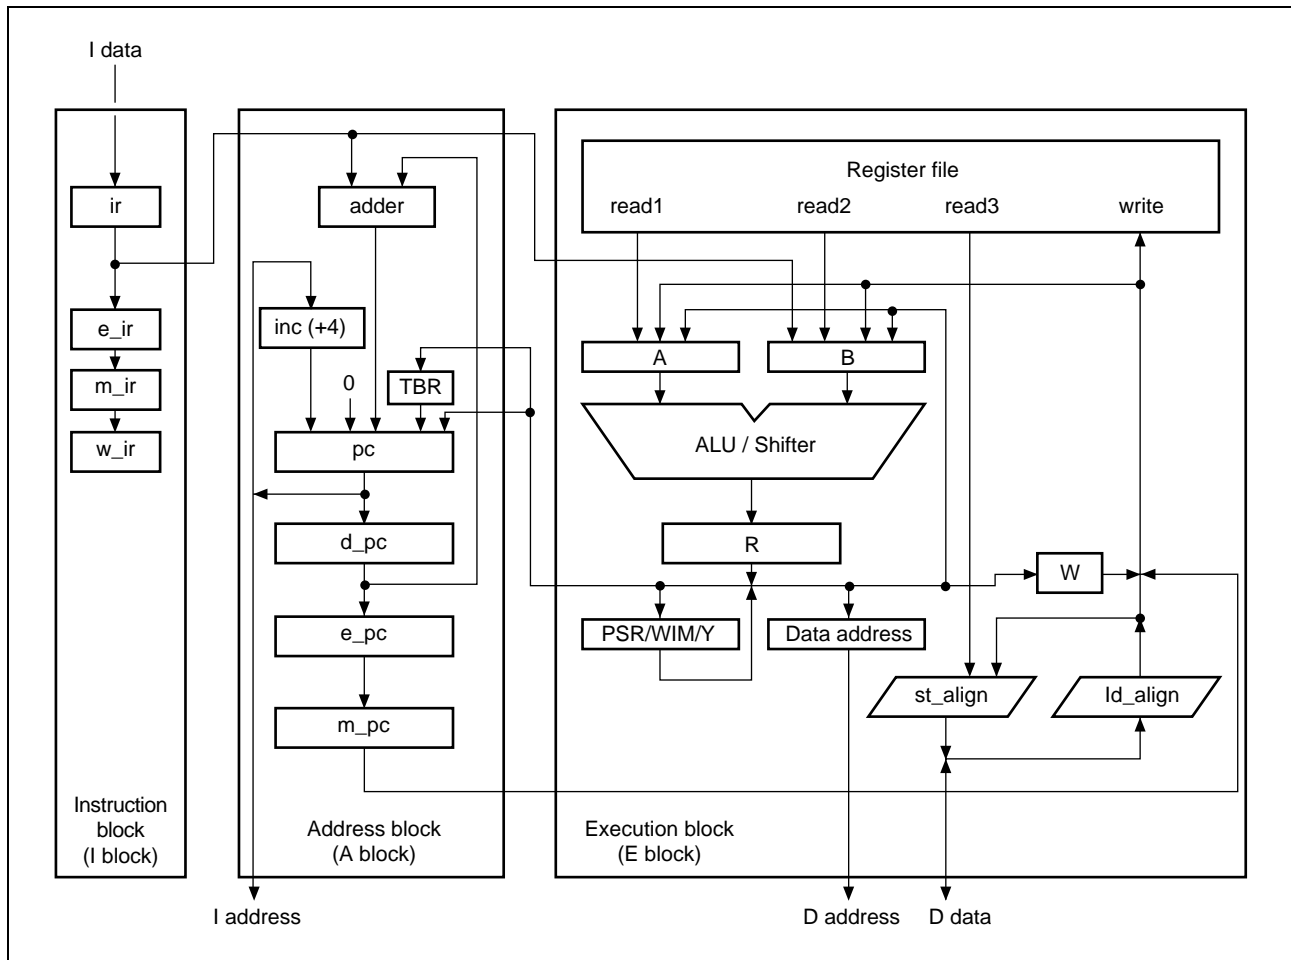 I data
Register file
ir
adder
read1
read2
read3
write
e_ir
inc (+4)
A
B
m_ir
0
TBR
w_ir
pc
ALU / Shifter
d_pc
R
W
e_pc
PSR/WIM/Y
Data address
st_align
ld_align
m_pc
Instruction
block
(I block)
Address block
(A block)
Execution block
(E block)
I address
D address
D data